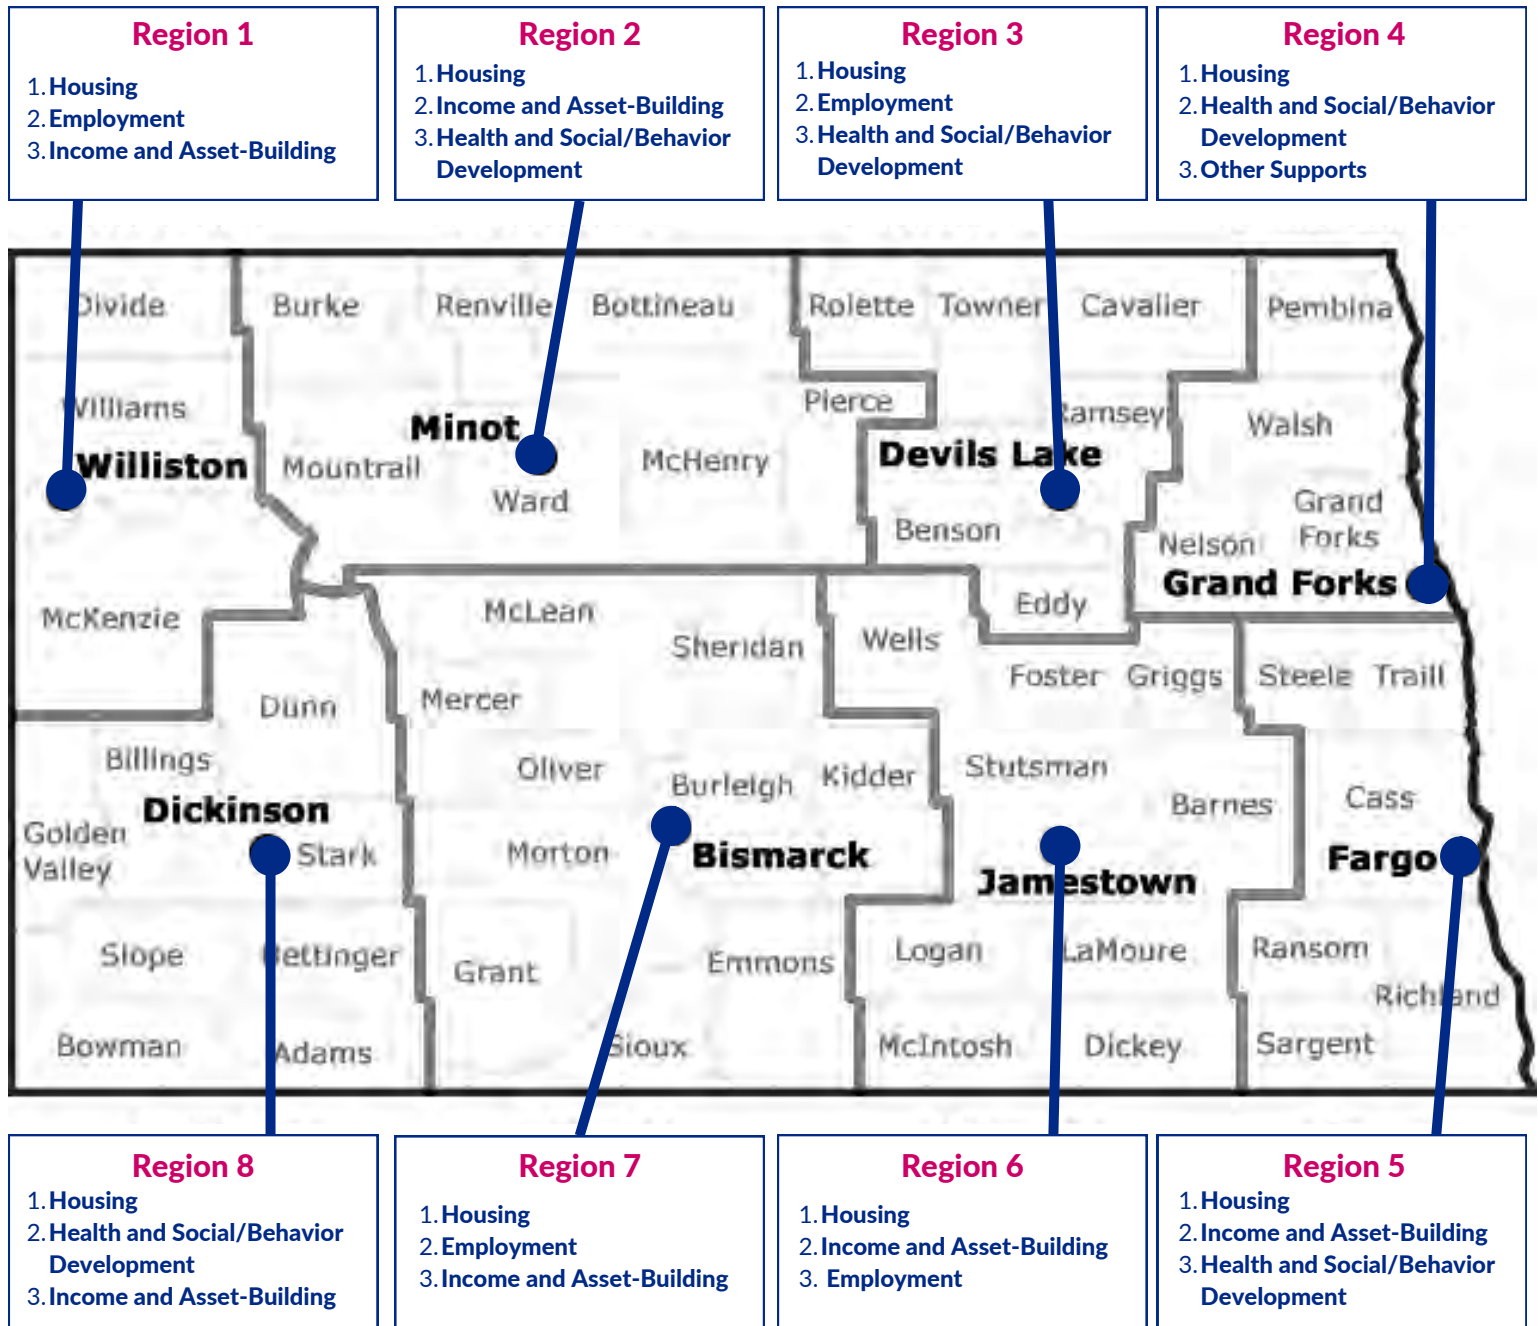 Region 1
1. Housing
2. Employment
3. Income and Asset-Building
Region 2
1. Housing
2. Income and Asset-Building
3. Health and Social/Behavior
Development
Region 3
1. Housing
2. Employment
3. Health and Social/Behavior
Development
Region 4
1. Housing
2. Health and Social/Behavior
Development
3. Other Supports
Divide
Burke
Renville
Bottineau
Rolette
Towner
Cavalier
Pembina
Williams
Williston
Mountrail
Minot
Ward
McHenry
Pierce
Devils Lake
Ramsey
Walsh
Benson
Nelson
Grand
Forks
Grand Forks
McKenzie
McLean
Sheridan
Wells
Eddy
Foster
Griggs
Steele
Traill
Dunn
Mercer
Billings
Oliver
Burleigh
Kidder
Stutsman
Barnes
Cass
Dickinson
Golden
Valley
Stark
Morton
Bismarck
Jamestown
Fargo
Slope
Hettinger
Grant
Emmons
Logan
LaMoure
Ransom
Richland
Bowman
Adams
Sioux
McIntosh
Dickey
Sargent
Region 8
1. Housing
2. Health and Social/Behavior
Development
3. Income and Asset-Building
Region 7
1. Housing
2. Employment
3. Income and Asset-Building
Region 6
1. Housing
2. Income and Asset-Building
3. Employment
Region 5
1. Housing
2. Income and Asset-Building
3. Health and Social/Behavior
Development